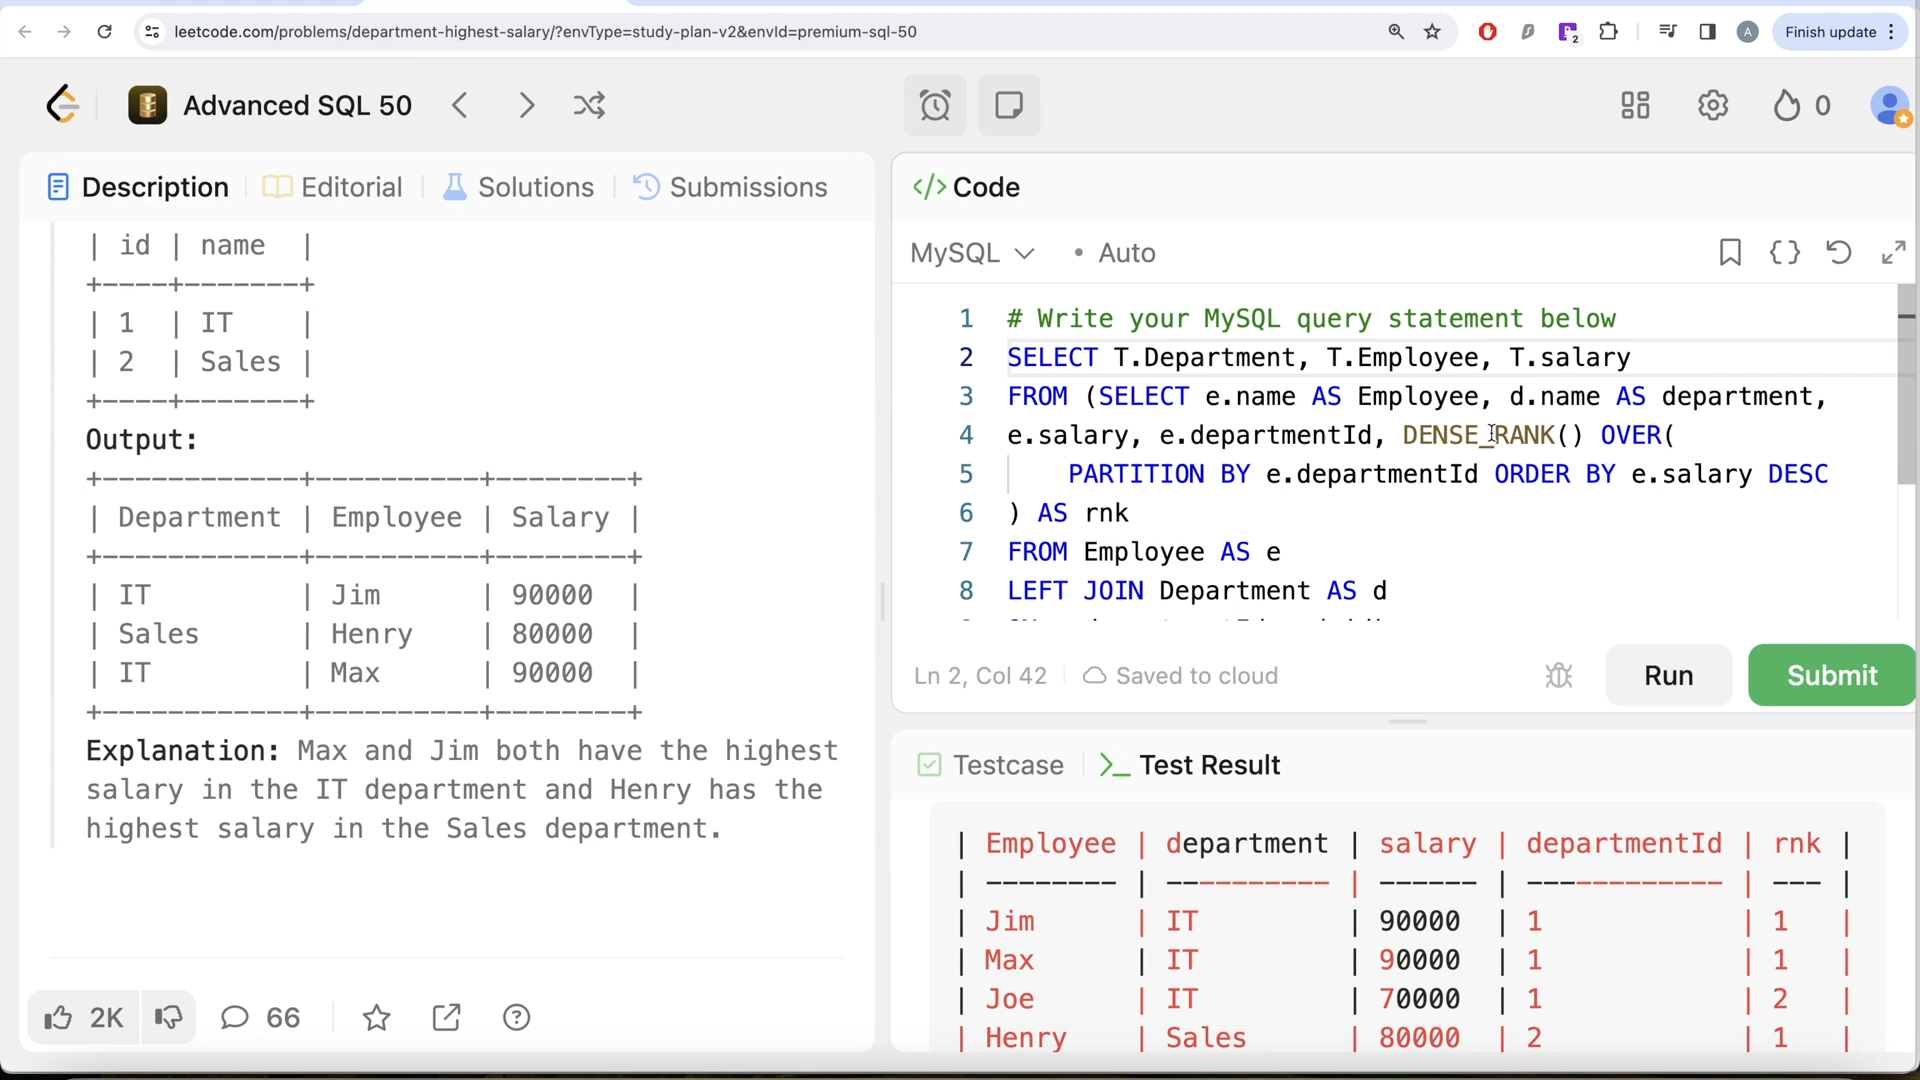 leetcode.com/problems/department-highest-salary/?envType=study-plan-v2&envId=premium-sql-50
2
A
Finish update
Advanced SQL 50
0
Description
Editorial
Solutions
Submissions
| id | name |
+----+-------+
| 1 | IT |
| 2 | Sales |
+----+-------+
Output:
+------------+----------+--------+
| Department | Employee | Salary |
+------------+----------+--------+
| IT | Jim | 90000 |
| Sales | Henry | 80000 |
| IT | Max | 90000 |
+------------+----------+--------+
Explanation: Max and Jim both have the highest
salary in the IT department and Henry has the
highest salary in the Sales department.
2K
66
</> Code
MySQL
• Auto
1 # Write your MySQL query statement below
2 SELECT T.Department, T.Employee, T.salary
3 FROM (SELECT e.name AS Employee, d.name AS department,
4 e.salary, e.departmentId, DENSE_RANK() OVER(
5 PARTITION BY e.departmentId ORDER BY e.salary DESC
6 ) AS rnk
7 FROM Employee AS e
8 LEFT JOIN Department AS d
Ln 2, Col 42
Saved to cloud
Run
Submit
Testcase
Test Result
| Employee | department | salary | departmentId | rnk |
| -------- | ---------- | ------ | ------------ | --- |
| Jim | IT | 90000 | 1 | 1 |
| Max | IT | 90000 | 1 | 1 |
| Joe | IT | 70000 | 1 | 2 |
| Henry | Sales | 80000 | 2 | 1 |